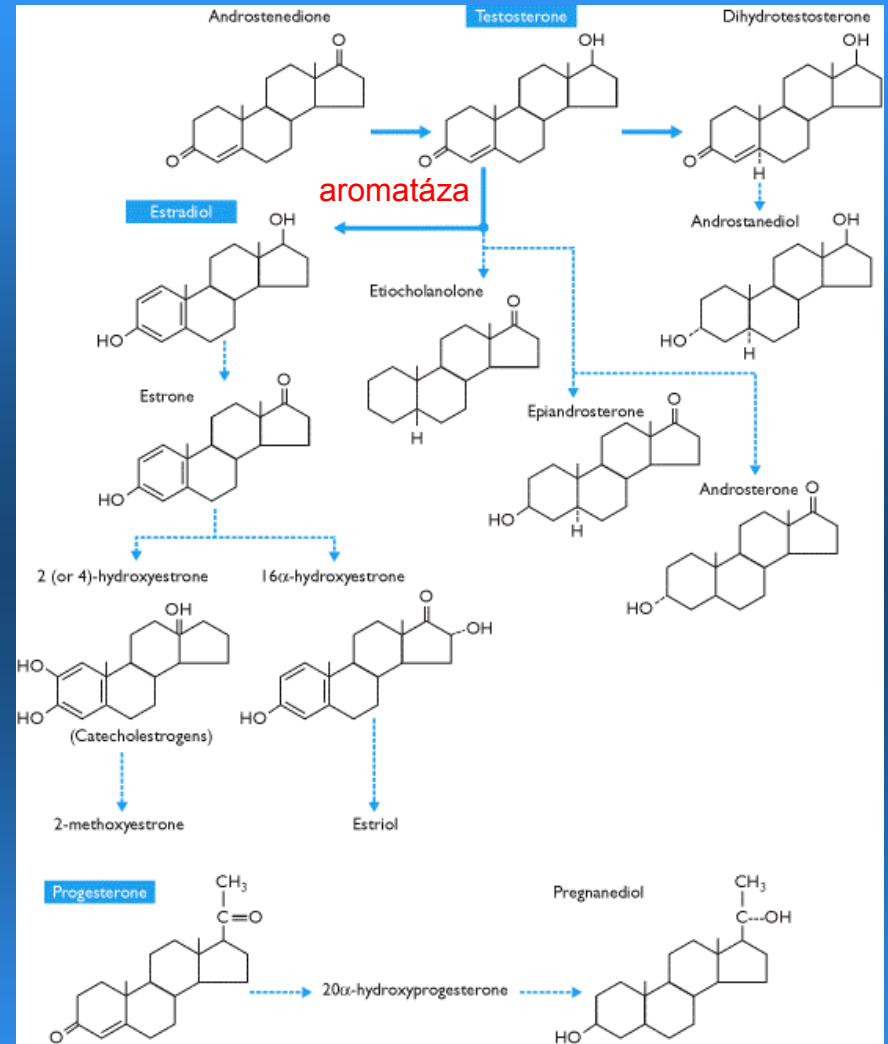 Androstenedione
Testosterone
Dihydrotestosterone
O
OH
OH
O
O
O
H
aromatáza
Estradiol
OH
HO
Androstanediol
OH
HO
H
Etiocholanolone
O
H
Estrone
O
HO
Epiandrosterone
O
HO
H
Androsterone
O
HO
2 (or 4)-hydroxyestrone
16α-hydroxyestrone
OH
HO
HO
(Catecholestrogens)
O
OH
HO
2-methoxyestrone
Estriol
Progesterone
CH₃
C=O
O
20α-hydroxyprogesterone
Pregnanediol
CH₃
C---OH
HO